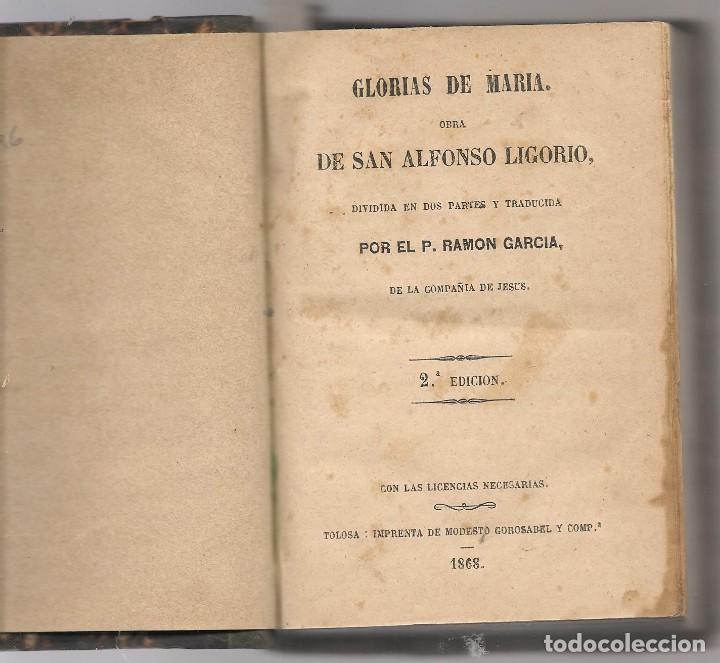 GLORIAS DE MARIA.
OBRA
DE SAN ALFONSO LIGORIO,
DIVIDIDA EN DOS PARTES Y TRADUCIDA
POR EL P. RAMON GARCIA,
DE LA COMPAÑIA DE JESUS.
2.ª EDICION.
CON LAS LICENCIAS NECESARIAS.
TOLOSA: IMPRENTA DE MODESTO GOROSABEL Y COMP.ª
1868.
todocoleccion